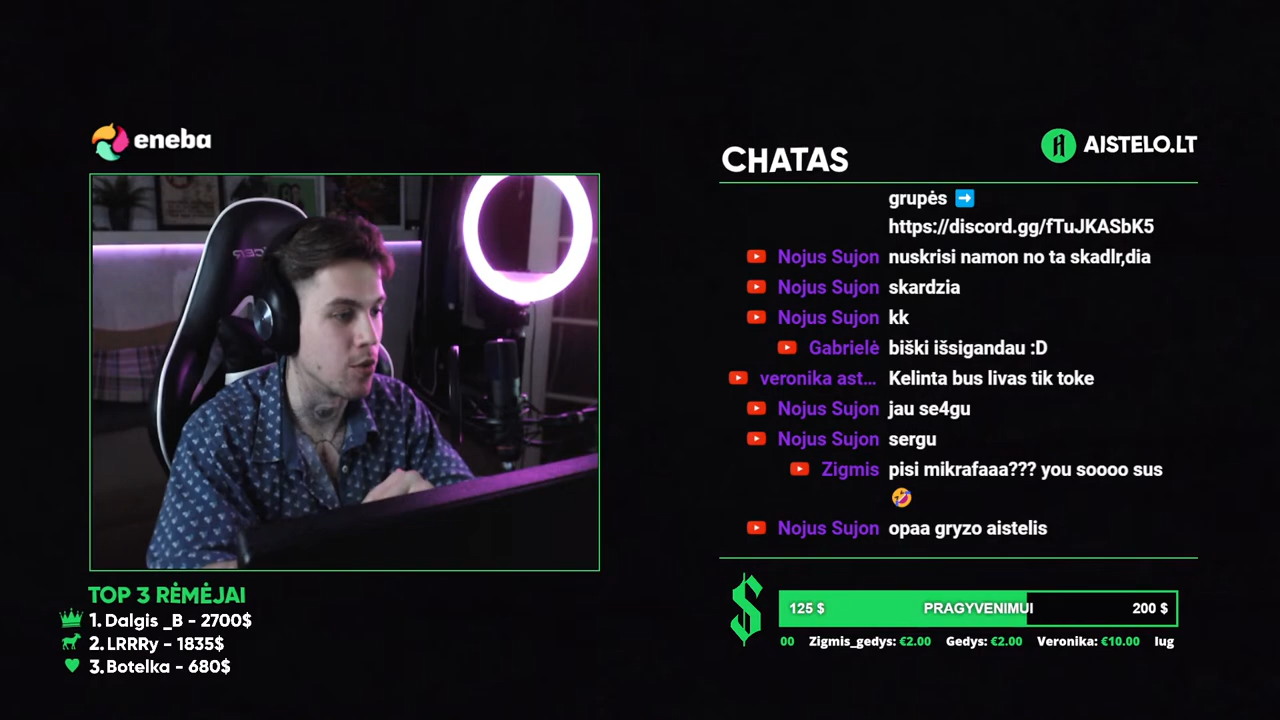 eneba
TOP 3 RĖMĖJAI
1. Dalgis _B - 2700$
2. LRRRy - 1835$
3. Botelka - 680$
AISTELO.LT
CHATAS
grupės ➡️
https://discord.gg/fTuJKASbK5
Nojus Sujon nuskrisi namon no ta skadlr,dia
Nojus Sujon skardzia
Nojus Sujon kk
Gabrielė biški išsigandau :D
veronika ast... Kelinta bus livas tik toke
Nojus Sujon jau se4gu
Nojus Sujon sergu
Zigmis pisi mikrafaaa??? you soooo sus
🤣
Nojus Sujon opaa gryzo aistelis
125 $ PRAGYVENIMUI 200 $
00 Zigmis_gedys: €2.00 Gedys: €2.00 Veronika: €10.00 lug